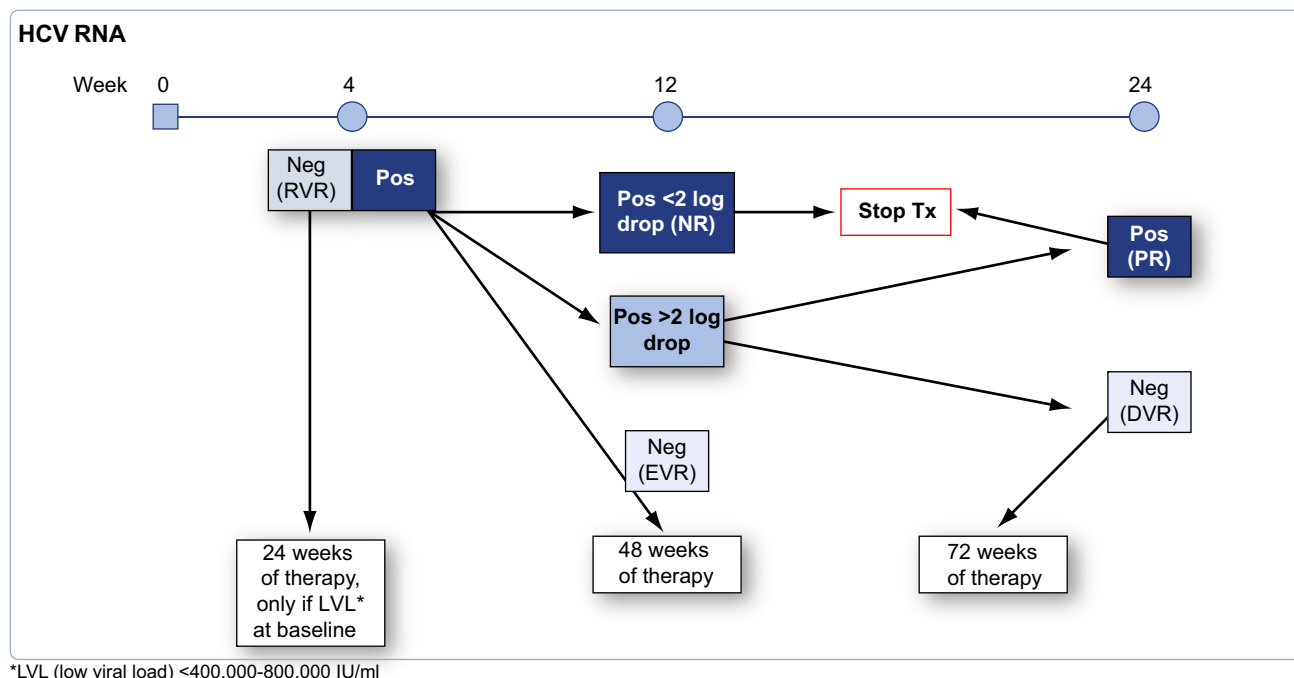 HCV RNA
Week 0 4 12 24
Neg
(RVR)
Pos
Pos <2 log
drop (NR)
Stop Tx
Pos
(PR)
Pos >2 log
drop
Neg
(DVR)
Neg
(EVR)
24 weeks
of therapy,
only if LVL*
at baseline
48 weeks
of therapy
72 weeks
of therapy
*LVL (low viral load) <400,000-800,000 IU/ml